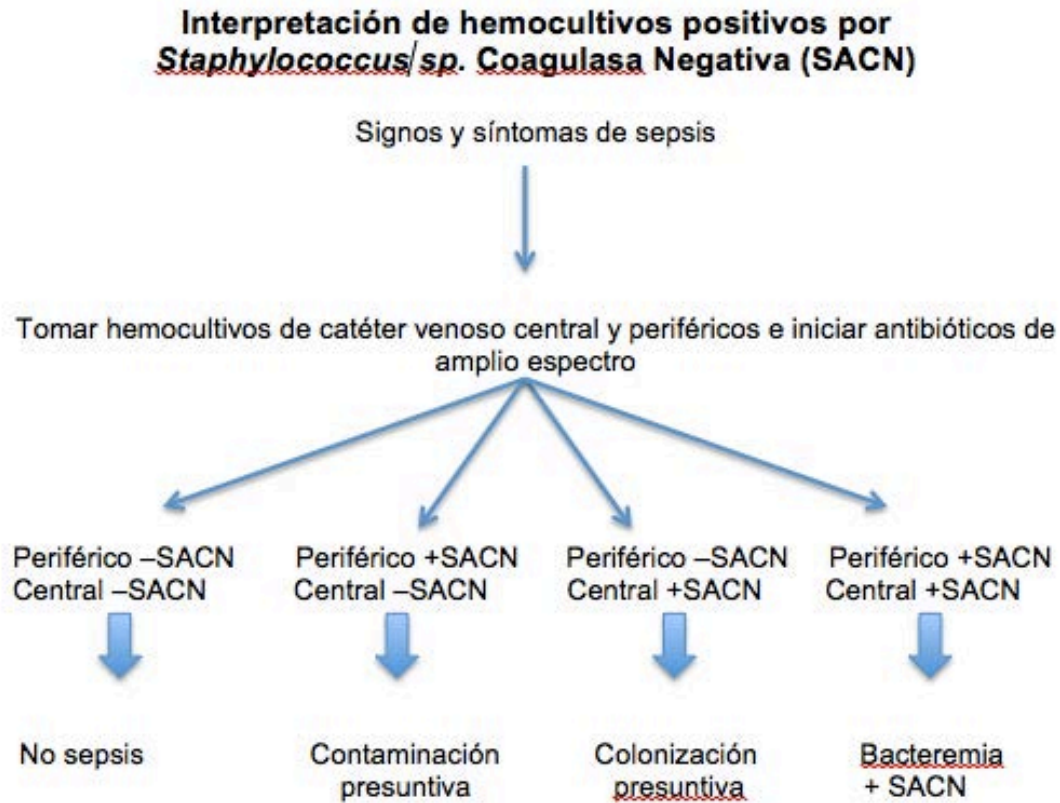 Interpretación de hemocultivos positivos por
Staphylococcus sp. Coagulasa Negativa (SACN)
Signos y síntomas de sepsis
Tomar hemocultivos de catéter venoso central y periféricos e iniciar antibióticos de
amplio espectro
Periférico –SACN
Central –SACN
Periférico +SACN
Central –SACN
Periférico –SACN
Central +SACN
Periférico +SACN
Central +SACN
No sepsis
Contaminación
presuntiva
Colonización
presuntiva
Bacteremia
+ SACN